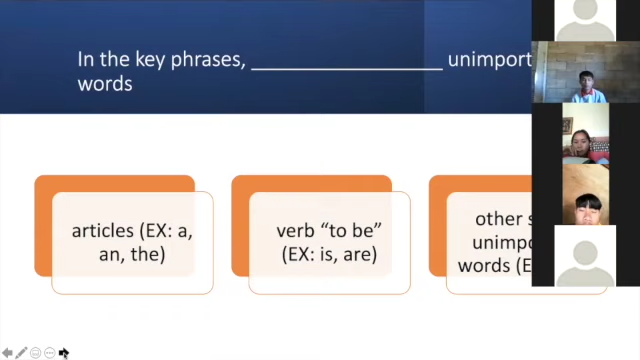 In the key phrases, ________________ unimport
words
articles (EX: a,
an, the)
verb “to be”
(EX: is, are)
other
unimpo
words (E